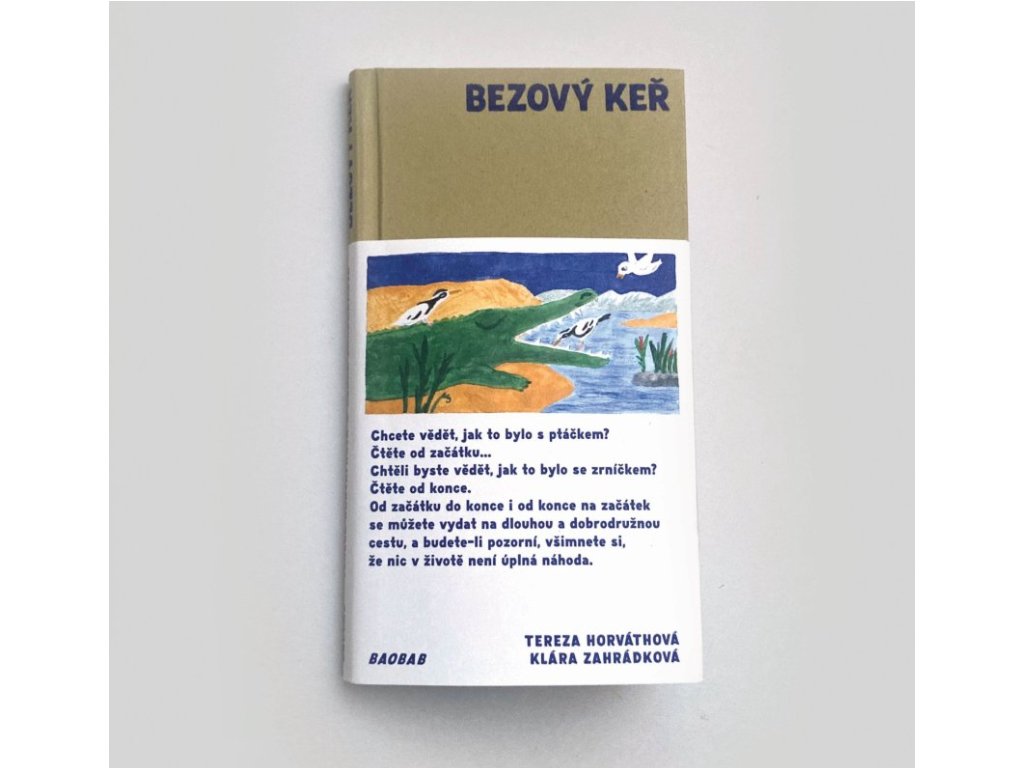 BEZOVÝ KEŘ
Chcete vědět, jak to bylo s ptáčkem?
Čtěte od začátku...
Chtěli byste vědět, jak to bylo se zrníčkem?
Čtěte od konce.
Od začátku do konce i od konce na začátek
se můžete vydat na dlouhou a dobrodružnou
cestu, a budete-li pozorní, všimnete si,
že nic v životě není úplná náhoda.
TEREZA HORVÁTHOVÁ
BAOBAB KLÁRA ZAHRÁDKOVÁ